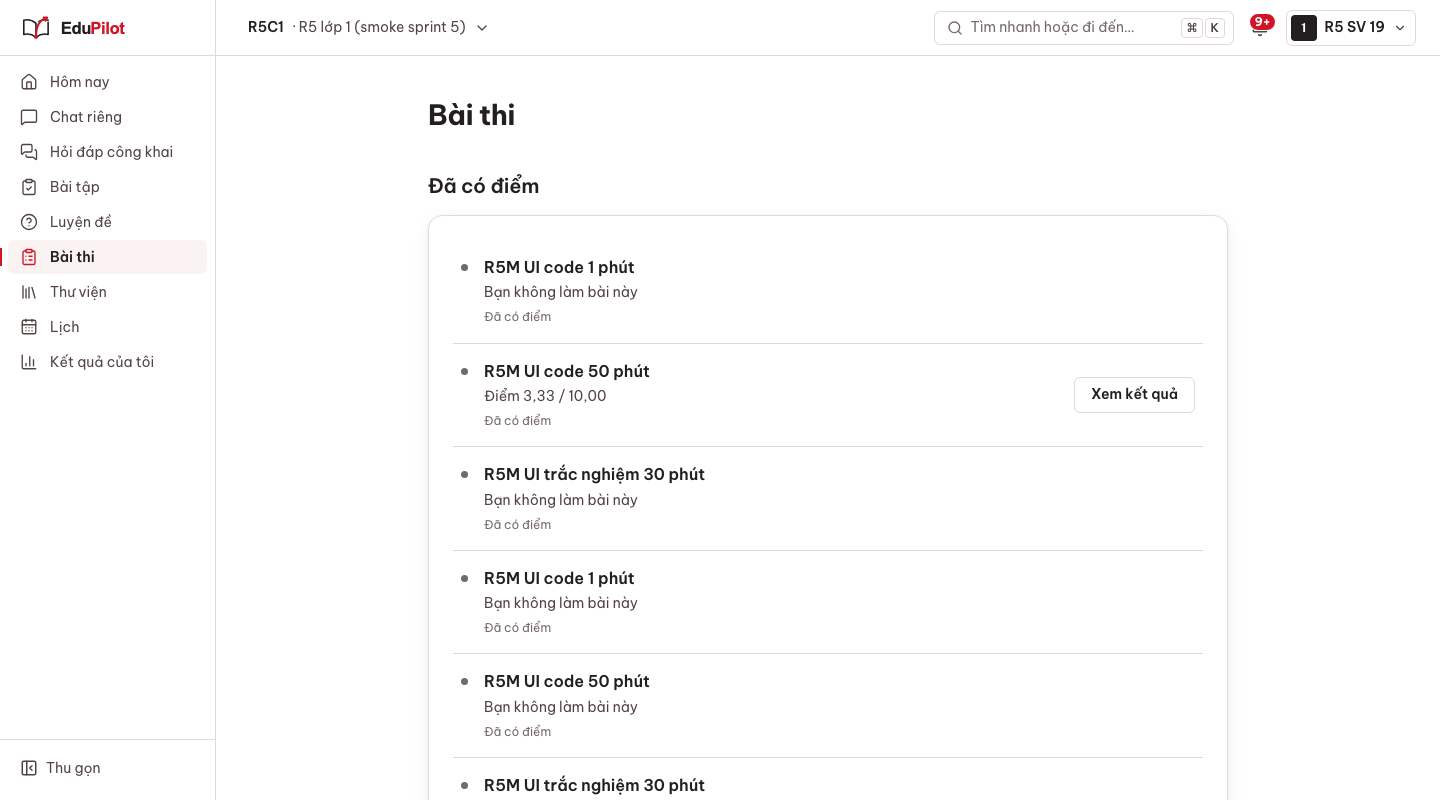 EduPilot
R5C1 · R5 lớp 1 (smoke sprint 5)
Tìm nhanh hoặc đi đến... ⌘ K
9+
1 R5 SV 19
Hôm nay
Chat riêng
Hỏi đáp công khai
Bài tập
Luyện đề
Bài thi
Thư viện
Lịch
Kết quả của tôi
Thu gọn
Bài thi
Đã có điểm
R5M UI code 1 phút
Bạn không làm bài này
Đã có điểm
R5M UI code 50 phút
Điểm 3,33 / 10,00
Đã có điểm
Xem kết quả
R5M UI trắc nghiệm 30 phút
Bạn không làm bài này
Đã có điểm
R5M UI code 1 phút
Bạn không làm bài này
Đã có điểm
R5M UI code 50 phút
Bạn không làm bài này
Đã có điểm
R5M UI trắc nghiệm 30 phút